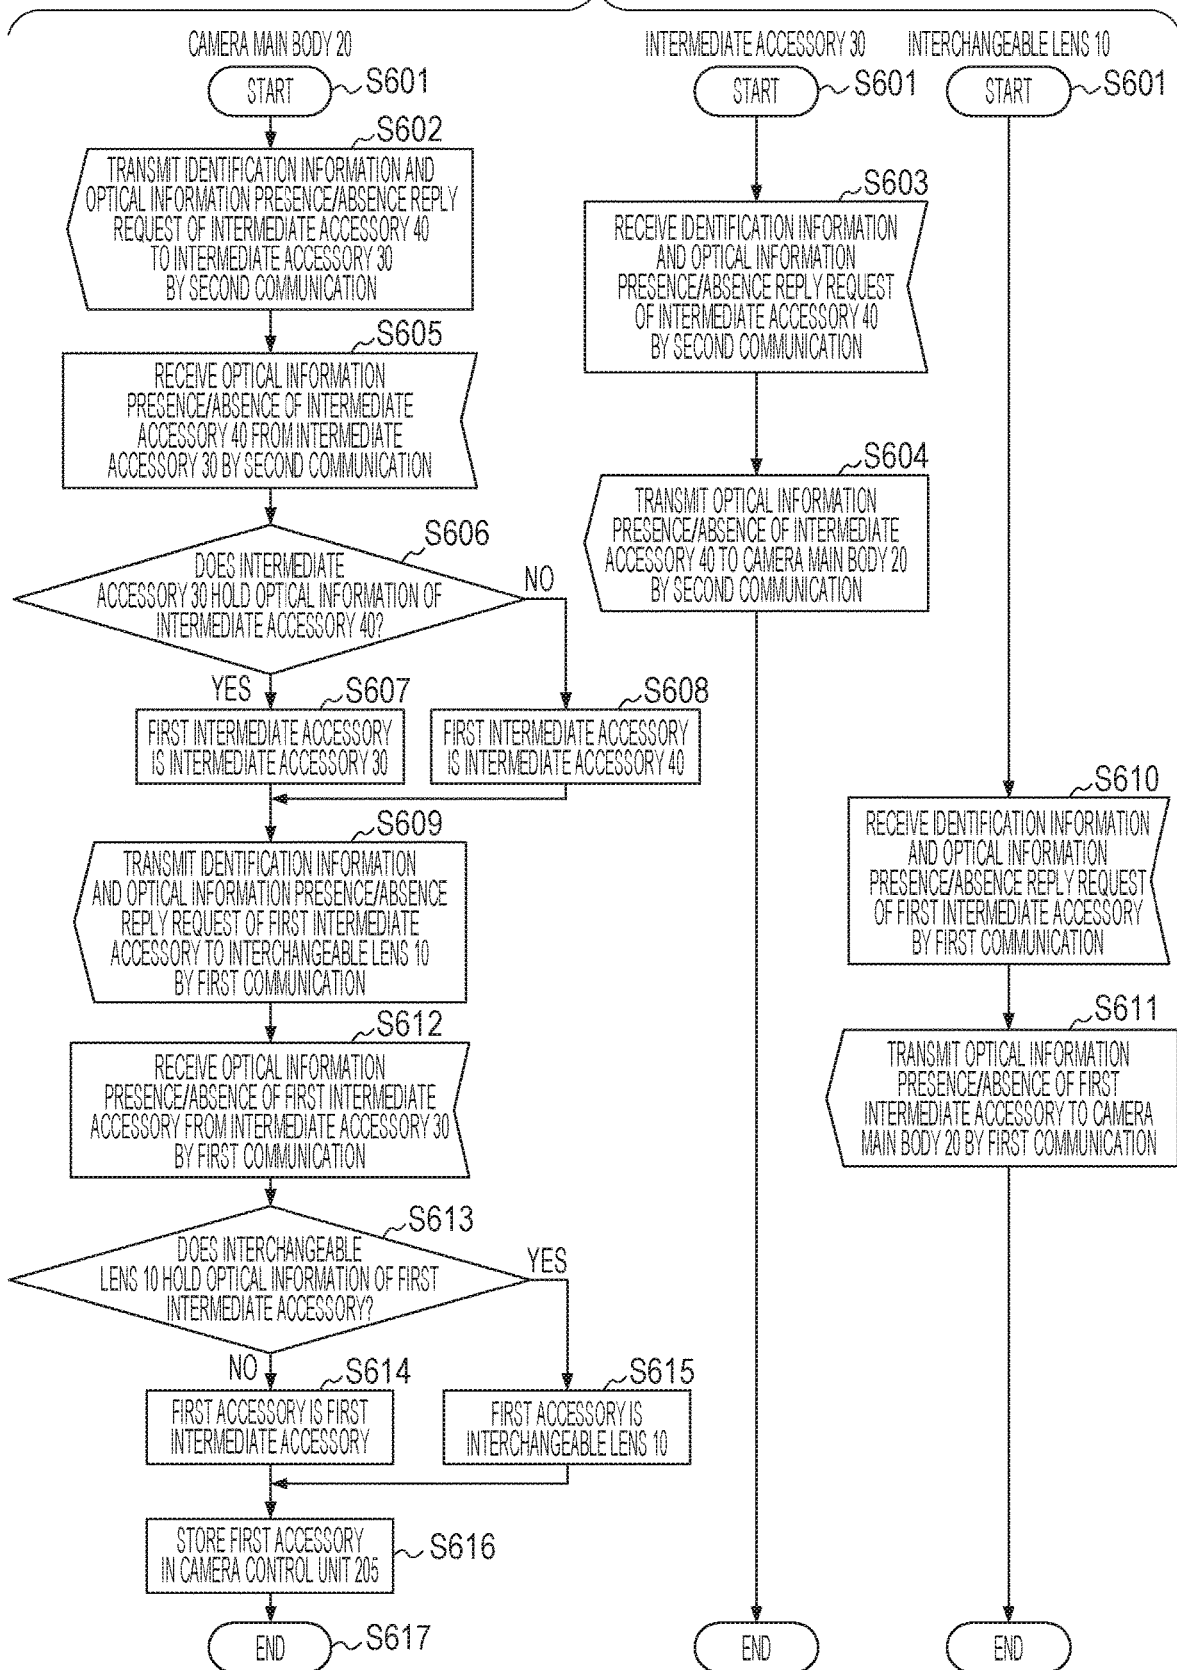 CAMERA MAIN BODY 20
START
S601
S602
TRANSMIT IDENTIFICATION INFORMATION AND
OPTICAL INFORMATION PRESENCE/ABSENCE REPLY
REQUEST OF INTERMEDIATE ACCESSORY 40
TO INTERMEDIATE ACCESSORY 30
BY SECOND COMMUNICATION
S605
RECEIVE OPTICAL INFORMATION
PRESENCE/ABSENCE OF INTERMEDIATE
ACCESSORY 40 FROM INTERMEDIATE
ACCESSORY 30 BY SECOND COMMUNICATION
S606
DOES INTERMEDIATE
ACCESSORY 30 HOLD OPTICAL INFORMATION OF
INTERMEDIATE ACCESSORY 40?
NO
YES
S607
FIRST INTERMEDIATE ACCESSORY
IS INTERMEDIATE ACCESSORY 30
S608
FIRST INTERMEDIATE ACCESSORY
IS INTERMEDIATE ACCESSORY 40
S609
TRANSMIT IDENTIFICATION INFORMATION
AND OPTICAL INFORMATION PRESENCE/ABSENCE
REPLY REQUEST OF FIRST INTERMEDIATE
ACCESSORY TO INTERCHANGEABLE LENS 10
BY FIRST COMMUNICATION
S612
RECEIVE OPTICAL INFORMATION
PRESENCE/ABSENCE OF FIRST INTERMEDIATE
ACCESSORY FROM INTERMEDIATE ACCESSORY 30
BY FIRST COMMUNICATION
S613
DOES INTERCHANGEABLE
LENS 10 HOLD OPTICAL INFORMATION OF FIRST
INTERMEDIATE ACCESSORY?
YES
NO
S614
FIRST ACCESSORY IS FIRST
INTERMEDIATE ACCESSORY
S615
FIRST ACCESSORY IS
INTERCHANGEABLE LENS 10
STORE FIRST ACCESSORY
IN CAMERA CONTROL UNIT 205
S616
END
S617
INTERMEDIATE ACCESSORY 30
START
S601
S603
RECEIVE IDENTIFICATION INFORMATION
AND OPTICAL INFORMATION
PRESENCE/ABSENCE REPLY REQUEST
OF INTERMEDIATE ACCESSORY 40
BY SECOND COMMUNICATION
S604
TRANSMIT OPTICAL INFORMATION
PRESENCE/ABSENCE OF INTERMEDIATE
ACCESSORY 40 TO CAMERA MAIN BODY 20
BY SECOND COMMUNICATION
END
INTERCHANGEABLE LENS 10
START
S601
S610
RECEIVE IDENTIFICATION INFORMATION
AND OPTICAL INFORMATION
PRESENCE/ABSENCE REPLY REQUEST
OF FIRST INTERMEDIATE ACCESSORY
BY FIRST COMMUNICATION
S611
TRANSMIT OPTICAL INFORMATION
PRESENCE/ABSENCE OF FIRST
INTERMEDIATE ACCESSORY TO CAMERA
MAIN BODY 20 BY FIRST COMMUNICATION
END